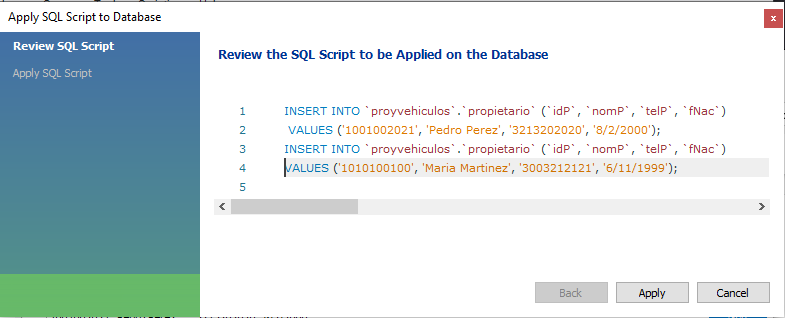 Apply SQL Script to Database
x
Review SQL Script
Apply SQL Script
Review the SQL Script to be Applied on the Database
1 INSERT INTO `proyvehiculos`.`propietario` (`idP`, `nomP`, `telP`, `fNac`)
2 VALUES ('1001002021', 'Pedro Perez', '3213202020', '8/2/2000');
3 INSERT INTO `proyvehiculos`.`propietario` (`idP`, `nomP`, `telP`, `fNac`)
4 VALUES ('1010100100', 'Maria Martinez', '3003212121', '6/11/1999');
5
Back Apply Cancel